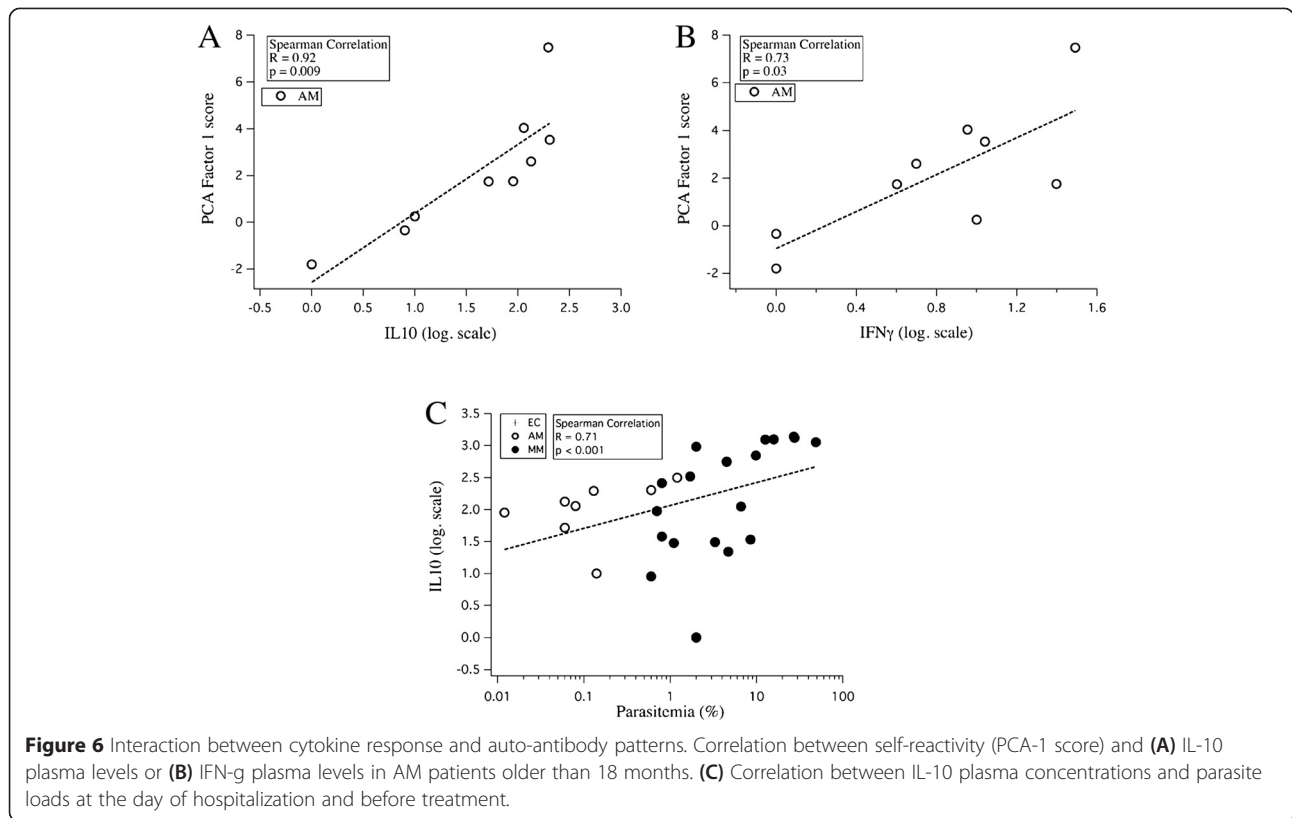 A
Spearman Correlation
R = 0.92
p = 0.009
AM
8
6
4
2
0
-2
PCA Factor 1 score
-0.5 0.0 0.5 1.0 1.5 2.0 2.5 3.0
IL10 (log. scale)
B
Spearman Correlation
R = 0.73
p = 0.03
AM
8
6
4
2
0
-2
PCA Factor 1 score
0.0 0.4 0.8 1.2 1.6
IFNγ (log. scale)
C
EC
AM
MM
Spearman Correlation
R = 0.71
p < 0.001
3.5
3.0
2.5
2.0
1.5
1.0
0.5
0.0
-0.5
IL10 (log. scale)
0.01 0.1 1 10 100
Parasitemia (%)
Figure 6 Interaction between cytokine response and auto-antibody patterns. Correlation between self-reactivity (PCA-1 score) and (A) IL-10
plasma levels or (B) IFN-g plasma levels in AM patients older than 18 months. (C) Correlation between IL-10 plasma concentrations and parasite
loads at the day of hospitalization and before treatment.